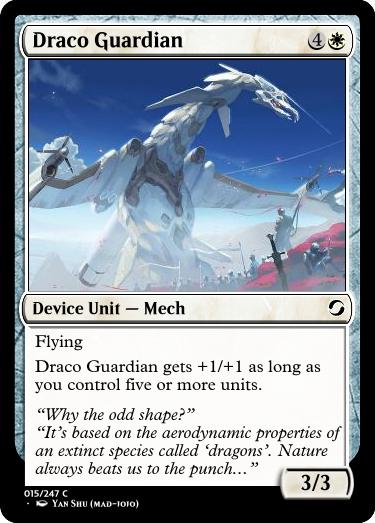 Draco Guardian 4
Device Unit — Mech
Flying
Draco Guardian gets +1/+1 as long as
you control five or more units.
“Why the odd shape?”
“It’s based on the aerodynamic properties of
an extinct species called ‘dragons’. Nature
always beats us to the punch…”
3/3
015/247 C
· Yan Shu (mad-jojo)